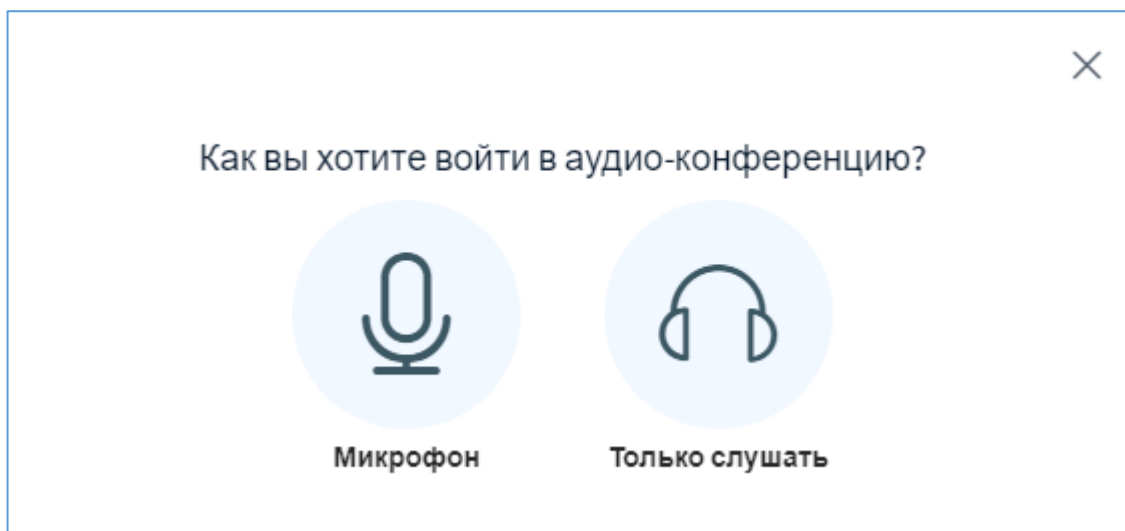 Как вы хотите войти в аудио-конференцию?
Микрофон
Только слушать